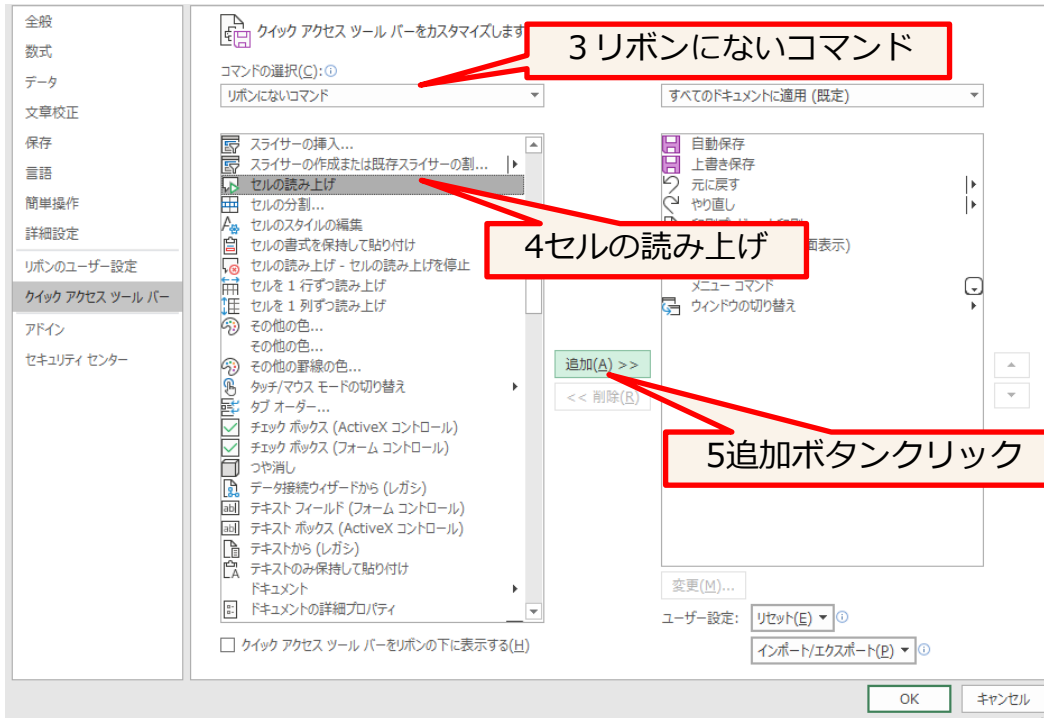 全般
数式
データ
文章校正
保存
言語
簡単操作
詳細設定
リボンのユーザー設定
クイック アクセス ツール バー
アドイン
セキュリティ センター
クイック アクセス ツール バーをカスタマイズします
3リボンにないコマンド
コマンドの選択(C):
リボンにないコマンド
すべてのドキュメントに適用 (既定)
スライサーの挿入...
スライサーの作成または既存スライサーの割...
セルの読み上げ
セルの分割...
セルのスタイルの編集
セルの書式を保持して貼り付け
セルの読み上げ - セルの読み上げを停止
セルを 1 行ずつ読み上げ
セルを 1 列ずつ読み上げ
その他の色...
その他の色...
その他の罫線の色...
タッチ/マウス モードの切り替え
タブ オーダー...
チェック ボックス (ActiveX コントロール)
チェック ボックス (フォーム コントロール)
つや消し
データ接続ウィザードから (レガシ)
テキスト フィールド (フォーム コントロール)
テキスト ボックス (ActiveX コントロール)
テキストから (レガシ)
テキストのみ保持して貼り付け
ドキュメント
ドキュメントの詳細プロパティ
4セルの読み上げ
追加(A) >>
<< 削除(R)
自動保存
上書き保存
元に戻す
やり直し
面表示)
メニュー コマンド
ウィンドウの切り替え
5追加ボタンクリック
変更(M)...
ユーザー設定:
リセット(E)
インポート/エクスポート(P)
クイック アクセス ツール バーをリボンの下に表示する(H)
OK
キャンセル